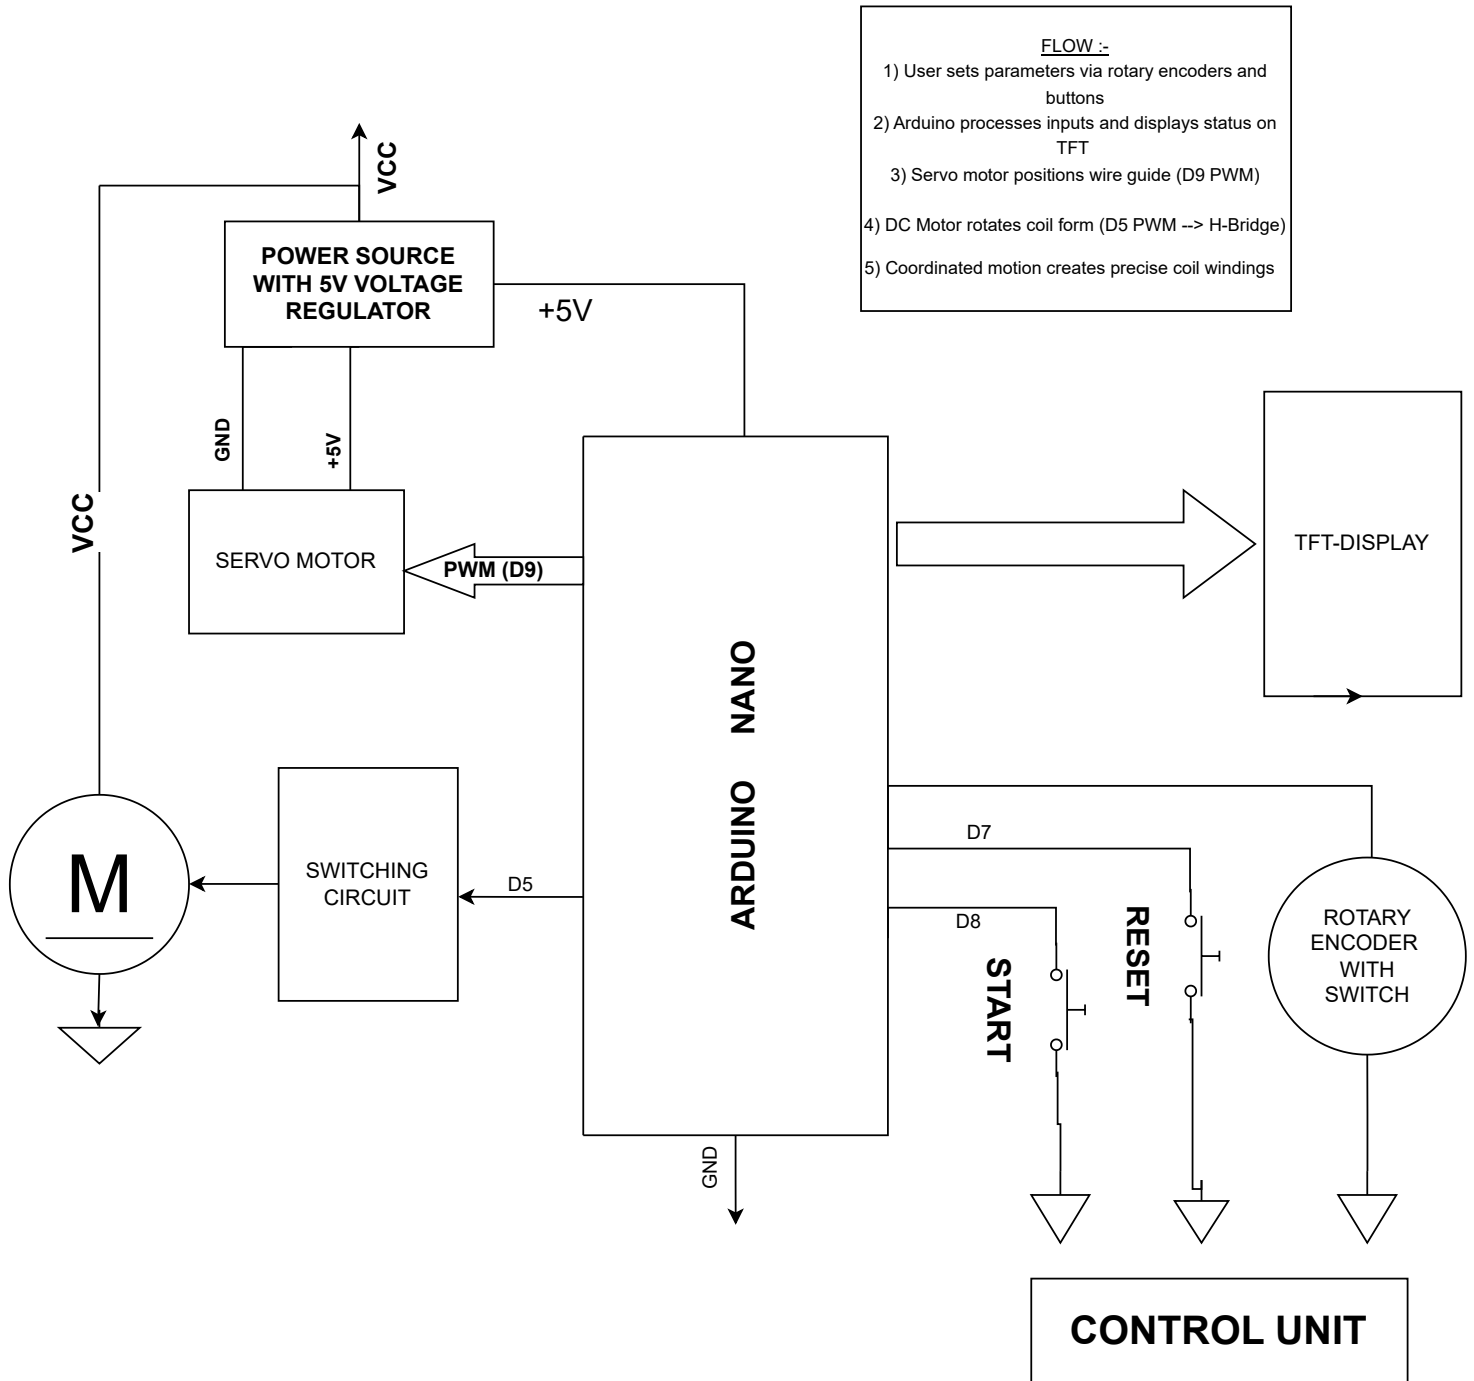 FLOW :-
1) User sets parameters via rotary encoders and
buttons
2) Arduino processes inputs and displays status on
TFT
3) Servo motor positions wire guide (D9 PWM)
4) DC Motor rotates coil form (D5 PWM --> H-Bridge)
5) Coordinated motion creates precise coil windings
VCC
POWER SOURCE
WITH 5V VOLTAGE
REGULATOR
+5V
GND
+5V
VCC
SERVO MOTOR
PWM (D9)
TFT-DISPLAY
ARDUINO NANO
M
SWITCHING
CIRCUIT
D5
D7
D8
START
RESET
ROTARY
ENCODER
WITH
SWITCH
GND
CONTROL UNIT